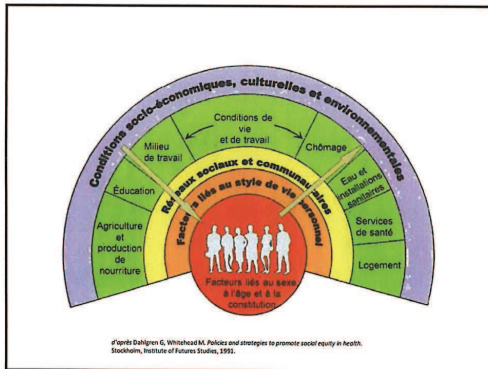 Conditions socio-économiques, culturelles et environnementales
Conditions de
vie
et de travail
Milieu
de travail
Chômage
Éducation
Eau et
installations
sanitaires
Agriculture
et
production
de
nourriture
Services
de santé
Logement
Réseaux sociaux et communautaires
Facteurs liés au style de vie personnel
Facteurs liés au sexe,
à l'âge et à la
constitution
d'après Dahlgren G, Whitehead M. Policies and strategies to promote social equity in health.
Stockholm, Institute of Futures Studies, 1991.